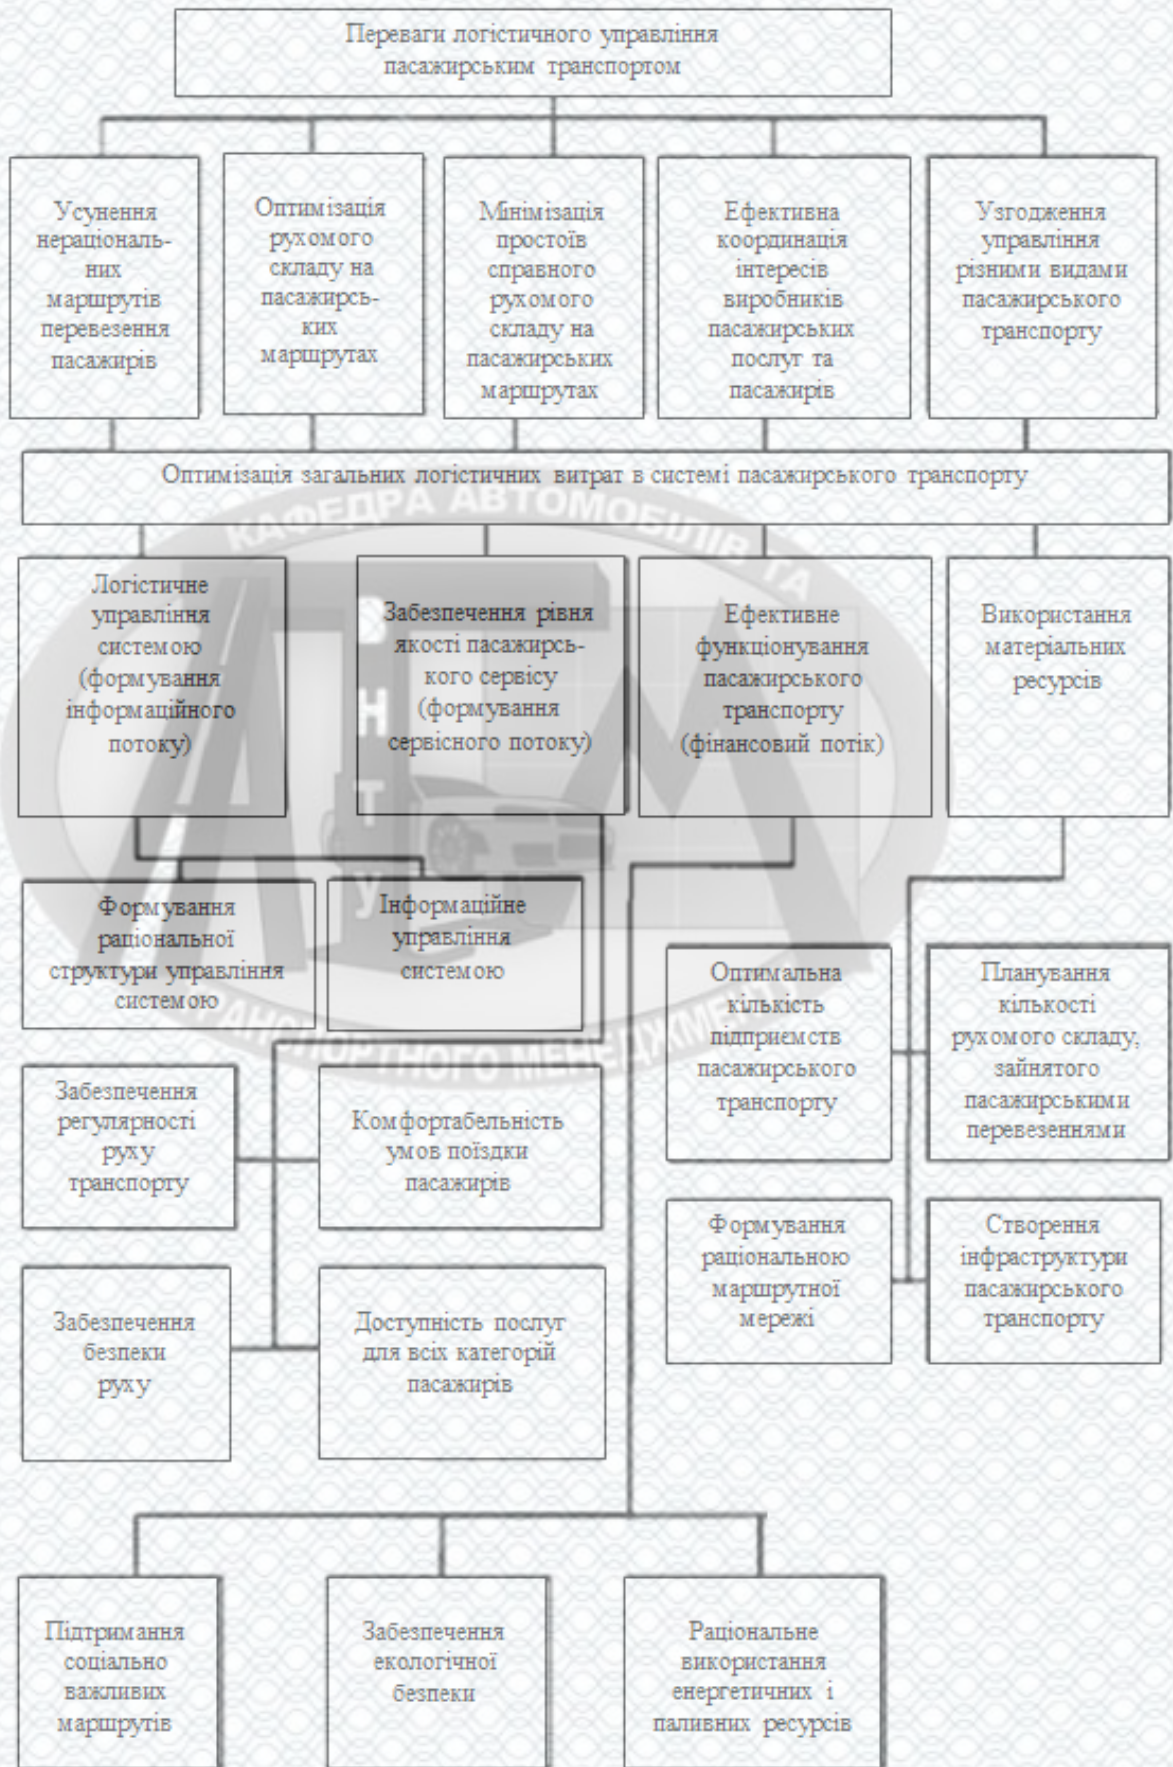 Переваги логістичного управління
пасажирським транспортом
Усунення
нераціональ-
них
маршрутів
перевезення
пасажирів
Оптимізація
рухомого
складу на
пасажирсь-
ких
маршрутах
Мінімізація
простоїв
справного
рухомого
складу на
пасажирських
маршрутах
Ефективна
координація
інтересів
виробників
пасажирських
послуг та
пасажирів
Узгодження
управління
різними видами
пасажирського
транспорту
Оптимізація загальних логістичних витрат в системі пасажирського транспорту
КАФЕДРА АВТОМОБІЛІВ ТА
ТРАНСПОРТНОГО МЕНЕДЖМЕНТУ
В
Н
Т
У
АТМ
Логістичне
управління
системою
(формування
інформаційного
потоку)
Забезпечення рівня
якості пасажирсь-
кого сервісу
(формування
сервісного потоку)
Ефективне
функціонування
пасажирського
транспорту
(фінансовий потік)
Використання
матеріальних
ресурсів
Формування
раціональної
структури управління
системою
Інформаційне
управління
системою
Оптимальна
кількість
підприємств
пасажирського
транспорту
Планування
кількості
рухомого складу,
зайнятого
пасажирськими
перевезеннями
Забезпечення
регулярності
руху
транспорту
Комфортабельність
умов поїздки
пасажирів
Формування
раціональною
маршрутної
мережі
Створення
інфраструктури
пасажирського
транспорту
Забезпечення
безпеки
руху
Доступність послуг
для всіх категорій
пасажирів
Підтримання
соціально
важливих
маршрутів
Забезпечення
екологічної
безпеки
Раціональне
використання
енергетичних і
паливних ресурсів